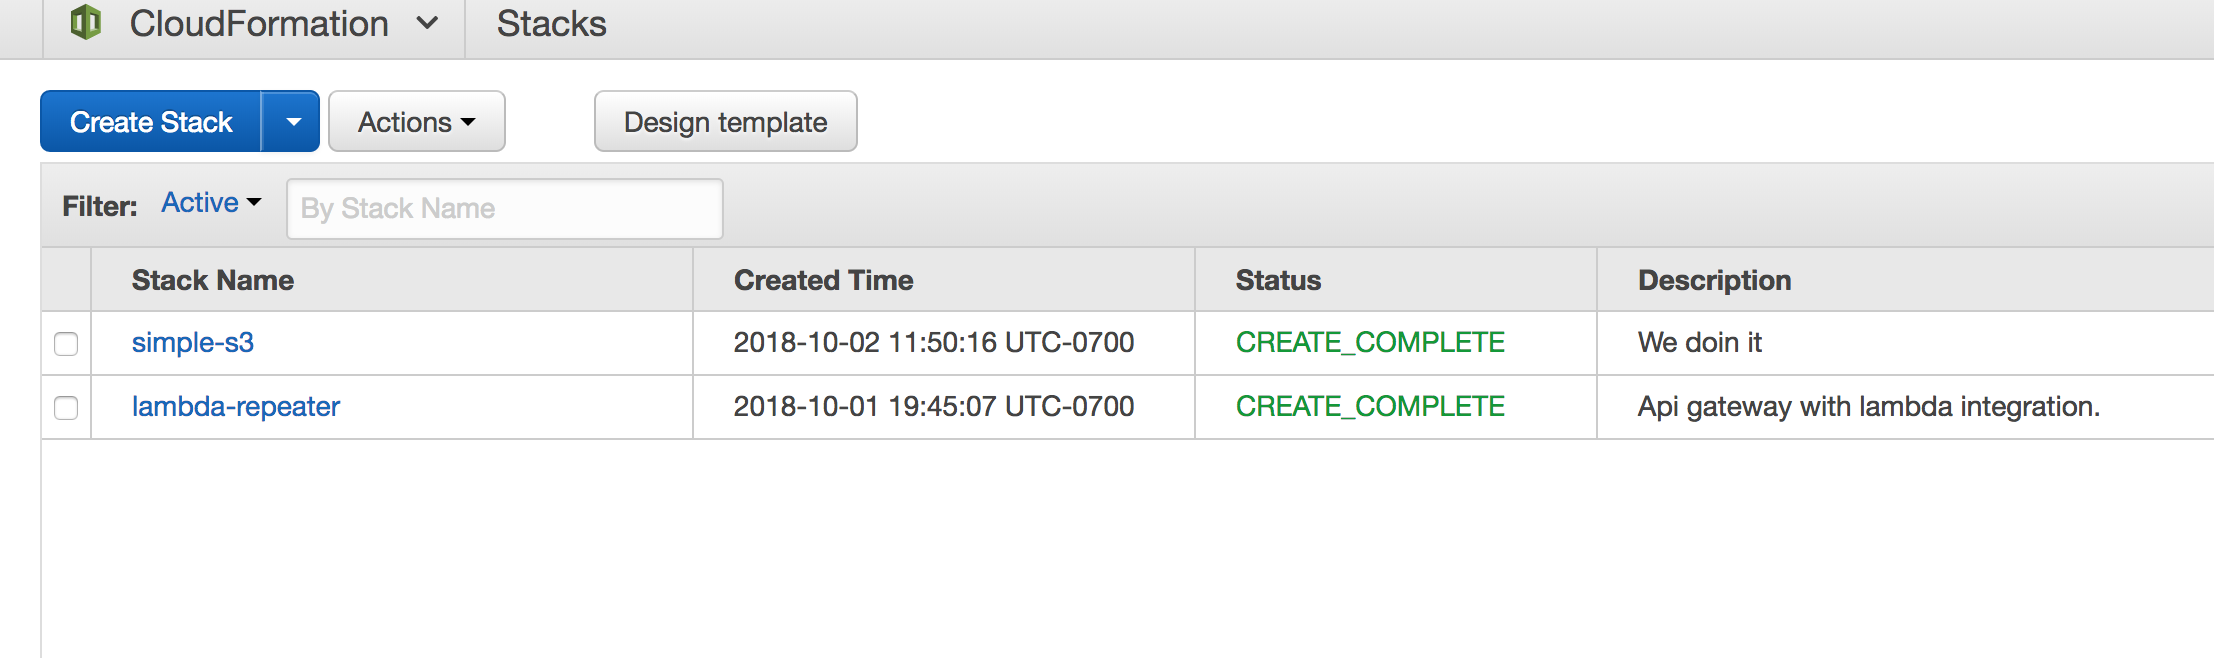 CloudFormation Stacks
Create Stack Actions Design template
Filter: Active By Stack Name
Stack Name Created Time Status Description
simple-s3 2018-10-02 11:50:16 UTC-0700 CREATE_COMPLETE We doin it
lambda-repeater 2018-10-01 19:45:07 UTC-0700 CREATE_COMPLETE Api gateway with lambda integration.